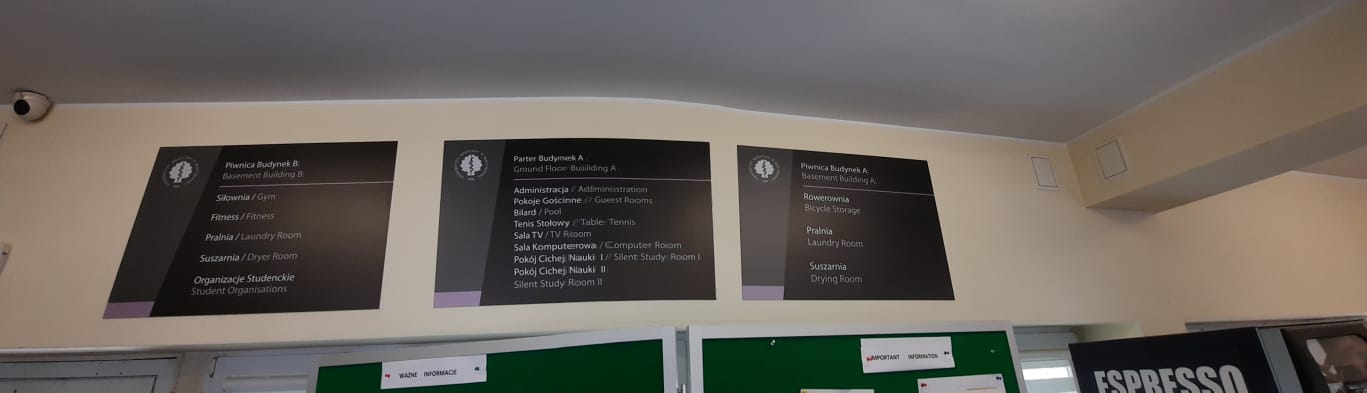 Piwnica Budynek B:
Basement Building B:
Siłownia / Gym
Fitness / Fitness
Pralnia / Laundry Room
Suszarnia / Dryer Room
Organizacje Studenckie
Student Organisations
Parter Budynek A
Ground Floor Building A
Administracja / Administration
Pokoje Gościnne / Guest Rooms
Bilard / Pool
Tenis Stołowy / Table Tennis
Sala TV / TV Room
Sala Komputerowa / Computer Room
Pokój Cichej Nauki I / Silent Study Room I
Pokój Cichej Nauki II
Silent Study Room II
Piwnica Budynek A:
Basement Building A:
Rowerownia
Bicycle Storage
Pralnia
Laundry Room
Suszarnia
Drying Room
WAŻNE INFORMACJE
IMPORTANT INFORMATION
ESPRESSO